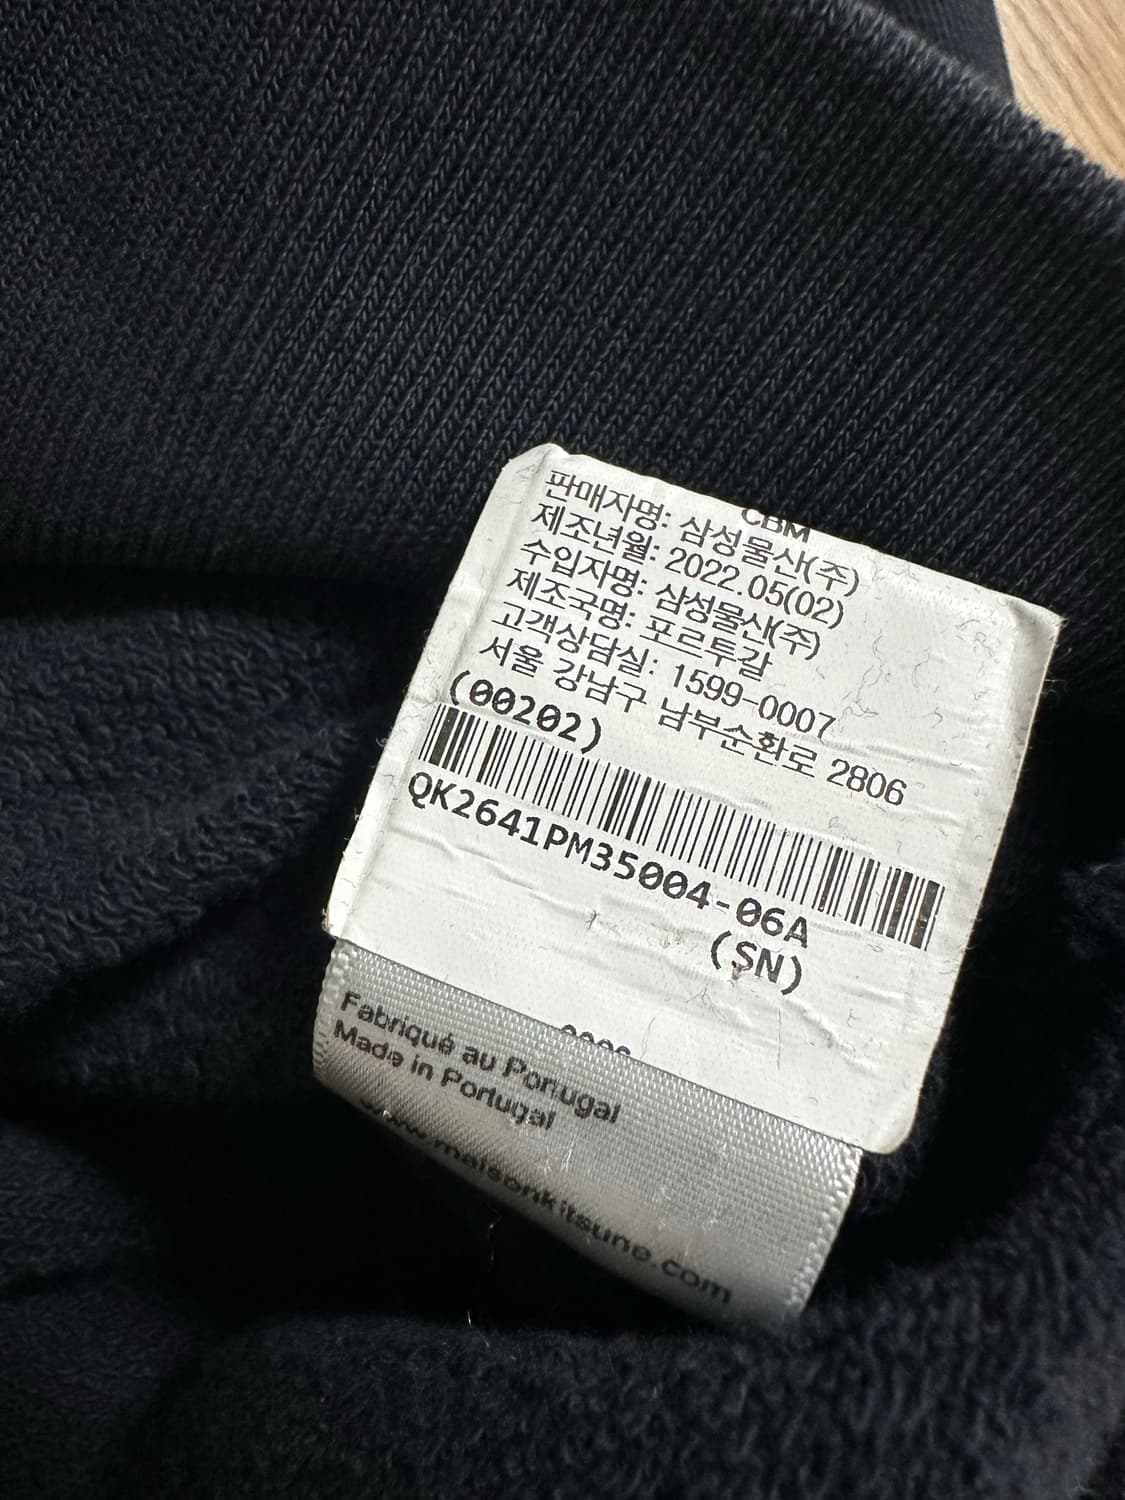 CBM
판매자명: 삼성물산(주)
제조년월: 2022.05(02)
수입자명: 삼성물산(주)
제조국명: 포르투갈
고객상담실: 1599-0007
서울 강남구 남부순환로 2806
(00202)
QK2641PM35004-06A
(SN)
Fabriqué au Portugal
Made in Portugal
www.maisonkitsune.com